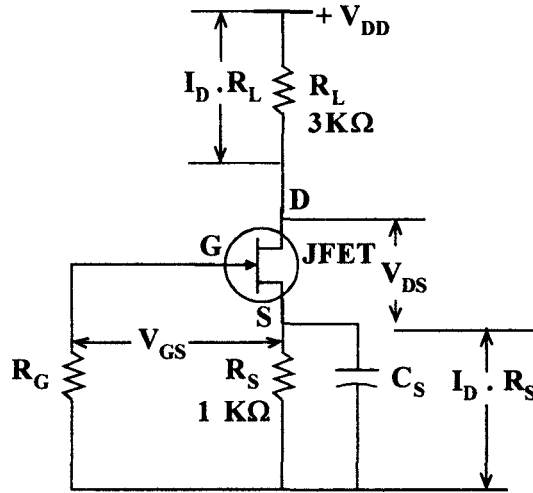 + V_DD
I_D . R_L
R_L
3KΩ
D
G
JFET
V_DS
S
V_GS
R_G
R_S
1 KΩ
C_S
I_D . R_S